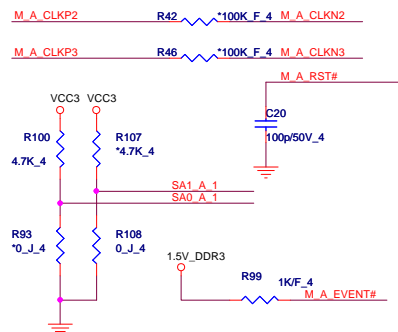 M_A_CLKP2 R42 *100K_F_4 M_A_CLKN2
M_A_CLKP3 R46 *100K_F_4 M_A_CLKN3
M_A_RST#
VCC3 VCC3
C20
100p/50V_4
R100
4.7K_4
R107
*4.7K_4
SA1_A_1
SA0_A_1
R93
*0_J_4
R108
0_J_4
1.5V_DDR3
R99
1K/F_4
M_A_EVENT#